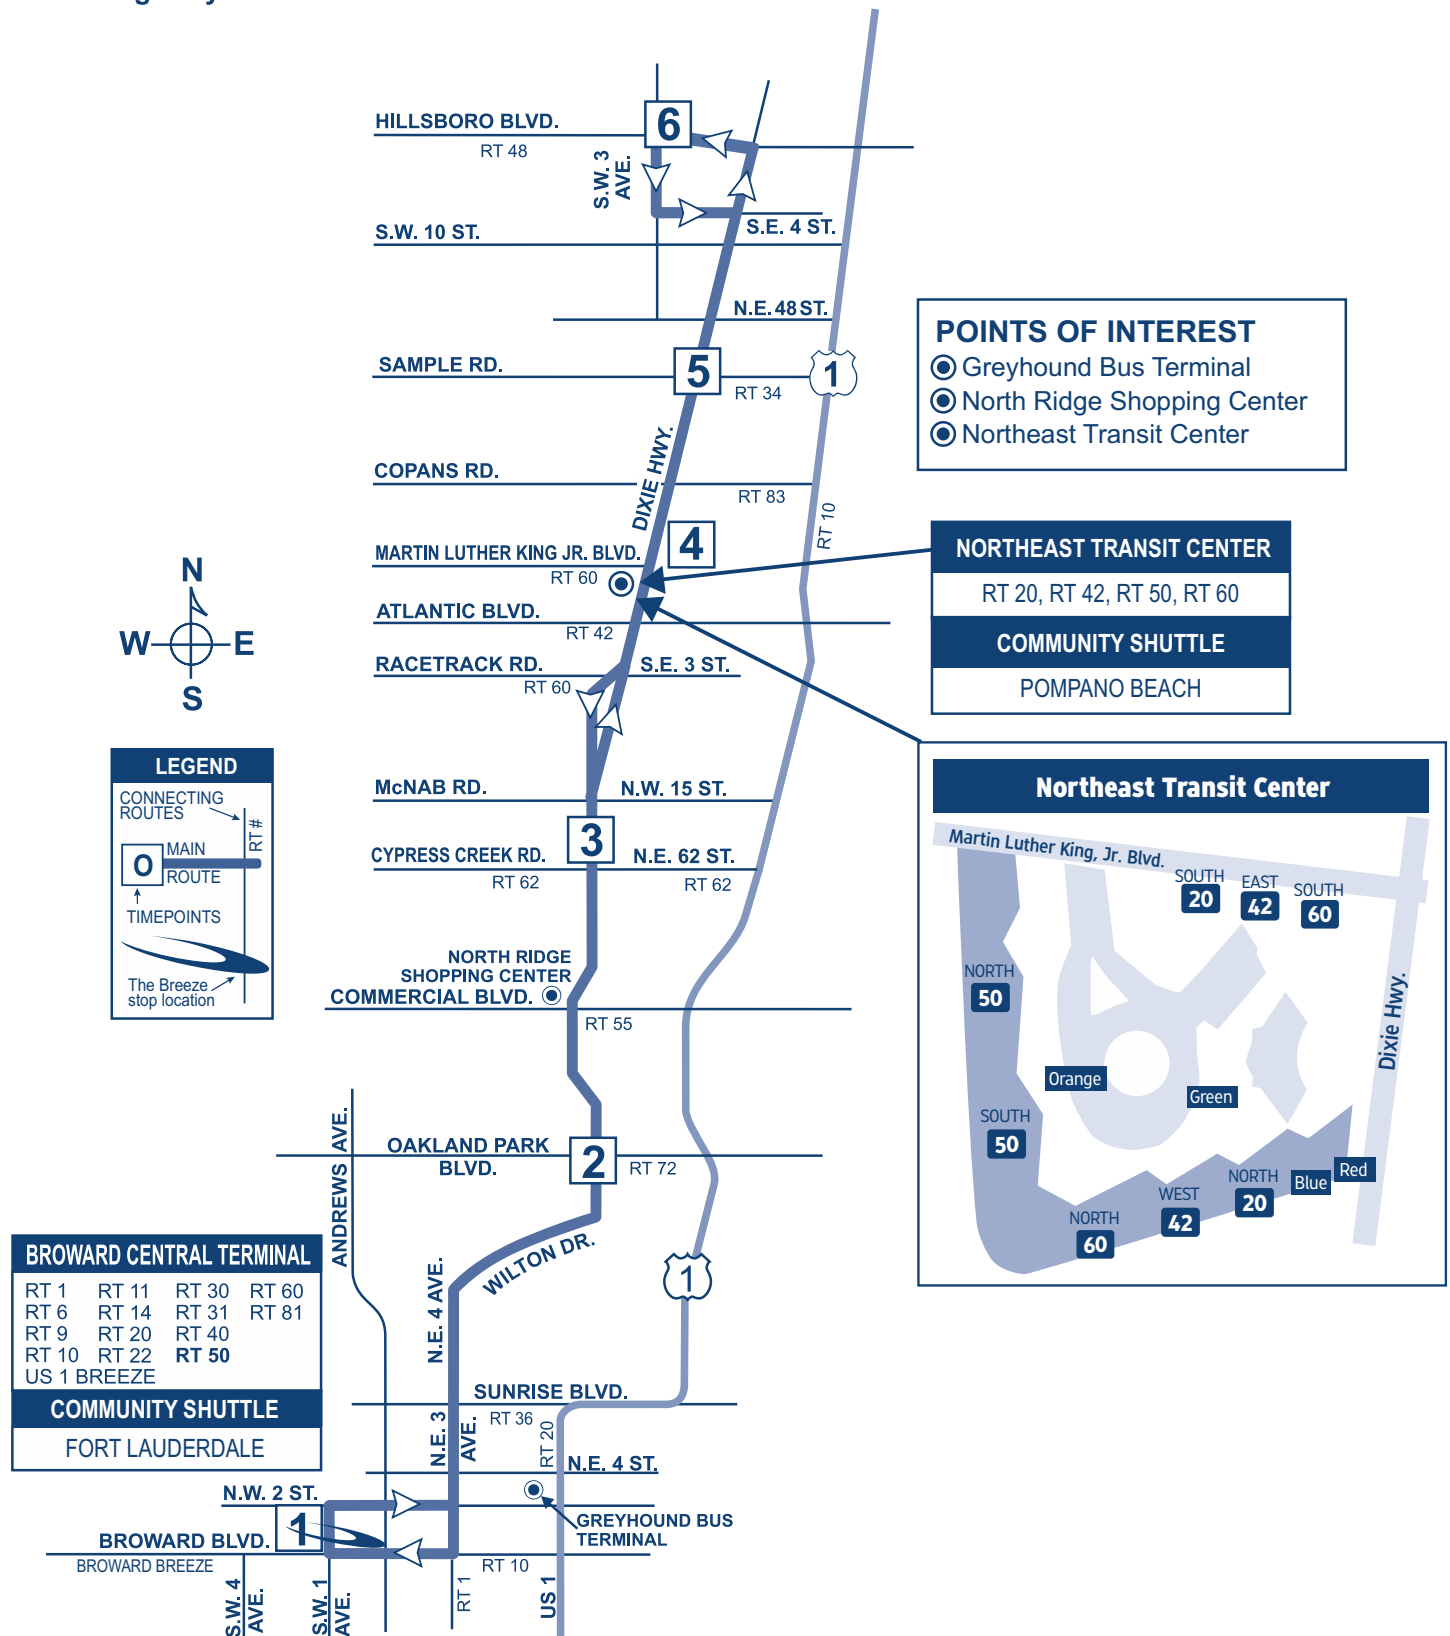 HILLSBORO BLVD.
RT 48
6
S.W. 3
AVE.
S.E. 4 ST.
S.W. 10 ST.
N.E. 48 ST.
SAMPLE RD.
5
RT 34
1
DIXIE HWY.
COPANS RD.
RT 83
RT 10
4
MARTIN LUTHER KING JR. BLVD.
RT 60
ATLANTIC BLVD.
RT 42
RACETRACK RD.
S.E. 3 ST.
RT 60
McNAB RD.
N.W. 15 ST.
3
CYPRESS CREEK RD.
N.E. 62 ST.
RT 62
RT 62
NORTH RIDGE
SHOPPING CENTER
COMMERCIAL BLVD.
RT 55
ANDREWS AVE.
OAKLAND PARK
BLVD.
2
RT 72
WILTON DR.
N.E. 4 AVE.
1
SUNRISE BLVD.
RT 36
N.E. 3
AVE.
RT 20
N.E. 4 ST.
N.W. 2 ST.
GREYHOUND BUS
TERMINAL
1
BROWARD BLVD.
BROWARD BREEZE
RT 10
S.W. 4
AVE.
S.W. 1
AVE.
RT 1
US 1
POINTS OF INTEREST
Greyhound Bus Terminal
North Ridge Shopping Center
Northeast Transit Center
NORTHEAST TRANSIT CENTER
RT 20, RT 42, RT 50, RT 60
COMMUNITY SHUTTLE
POMPANO BEACH
N
W E
S
LEGEND
CONNECTING
ROUTES
RT #
O
MAIN
ROUTE
TIMEPOINTS
The Breeze
stop location
Northeast Transit Center
Martin Luther King, Jr. Blvd.
SOUTH
20
EAST
42
SOUTH
60
NORTH
50
Dixie Hwy.
Orange
Green
SOUTH
50
NORTH
60
WEST
42
NORTH
20
Blue
Red
BROWARD CENTRAL TERMINAL
RT 1 RT 11 RT 30 RT 60
RT 6 RT 14 RT 31 RT 81
RT 9 RT 20 RT 40
RT 10 RT 22 RT 50
US 1 BREEZE
COMMUNITY SHUTTLE
FORT LAUDERDALE